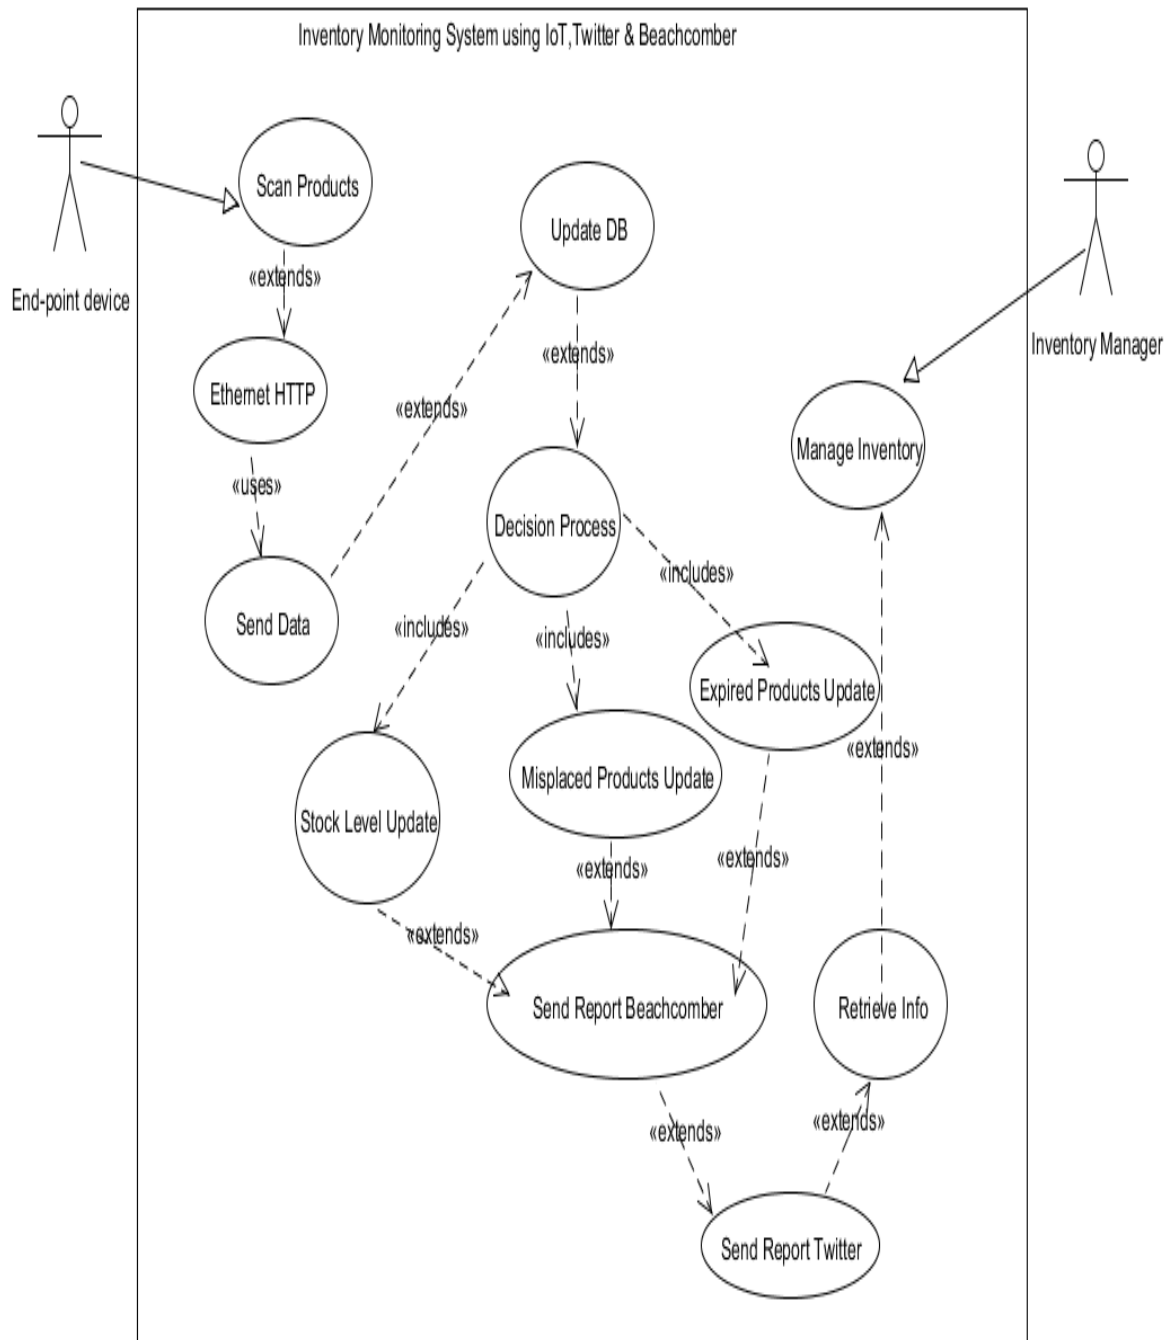 Inventory Monitoring System using IoT,Twitter & Beachcomber
Scan Products
Update DB
«extends»
End-point device
Inventory Manager
«extends»
Ethernet HTTP
«extends»
Manage Inventory
«uses»
Decision Process
«includes»
Send Data
«includes»
«includes»
Expired Products Update
«extends»
Misplaced Products Update
Stock Level Update
«extends»
«extends»
«extends»
Send Report Beachcomber
Retrieve Info
«extends»
«extends»
Send Report Twitter